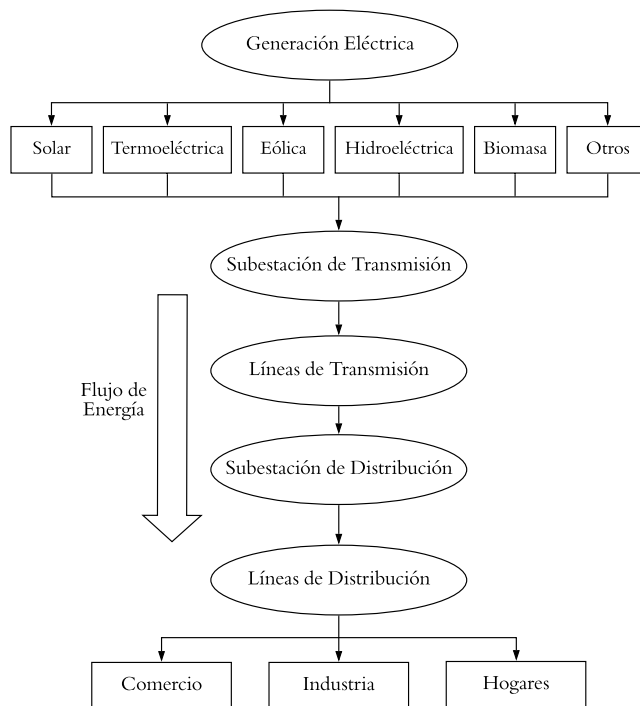 Generación Eléctrica
Solar
Termoeléctrica
Eólica
Hidroeléctrica
Biomasa
Otros
Subestación de Transmisión
Líneas de Transmisión
Flujo de
Energía
Subestación de Distribución
Líneas de Distribución
Comercio
Industria
Hogares